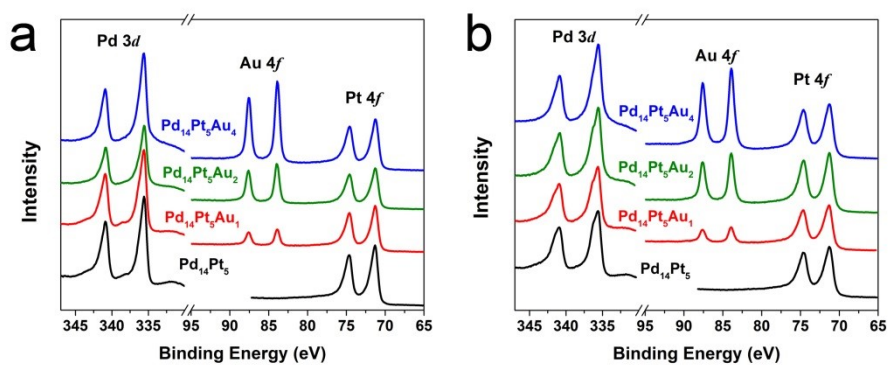 a
Pd 3d
Au 4f
Pt 4f
Pd14Pt5Au4
Pd14Pt5Au2
Pd14Pt5Au1
Pd14Pt5
Intensity
345 340 335 95 90 85 80 75 70 65
Binding Energy (eV)
b
Pd 3d
Au 4f
Pt 4f
Pd14Pt5Au4
Pd14Pt5Au2
Pd14Pt5Au1
Pd14Pt5
Intensity
345 340 335 95 90 85 80 75 70 65
Binding Energy (eV)